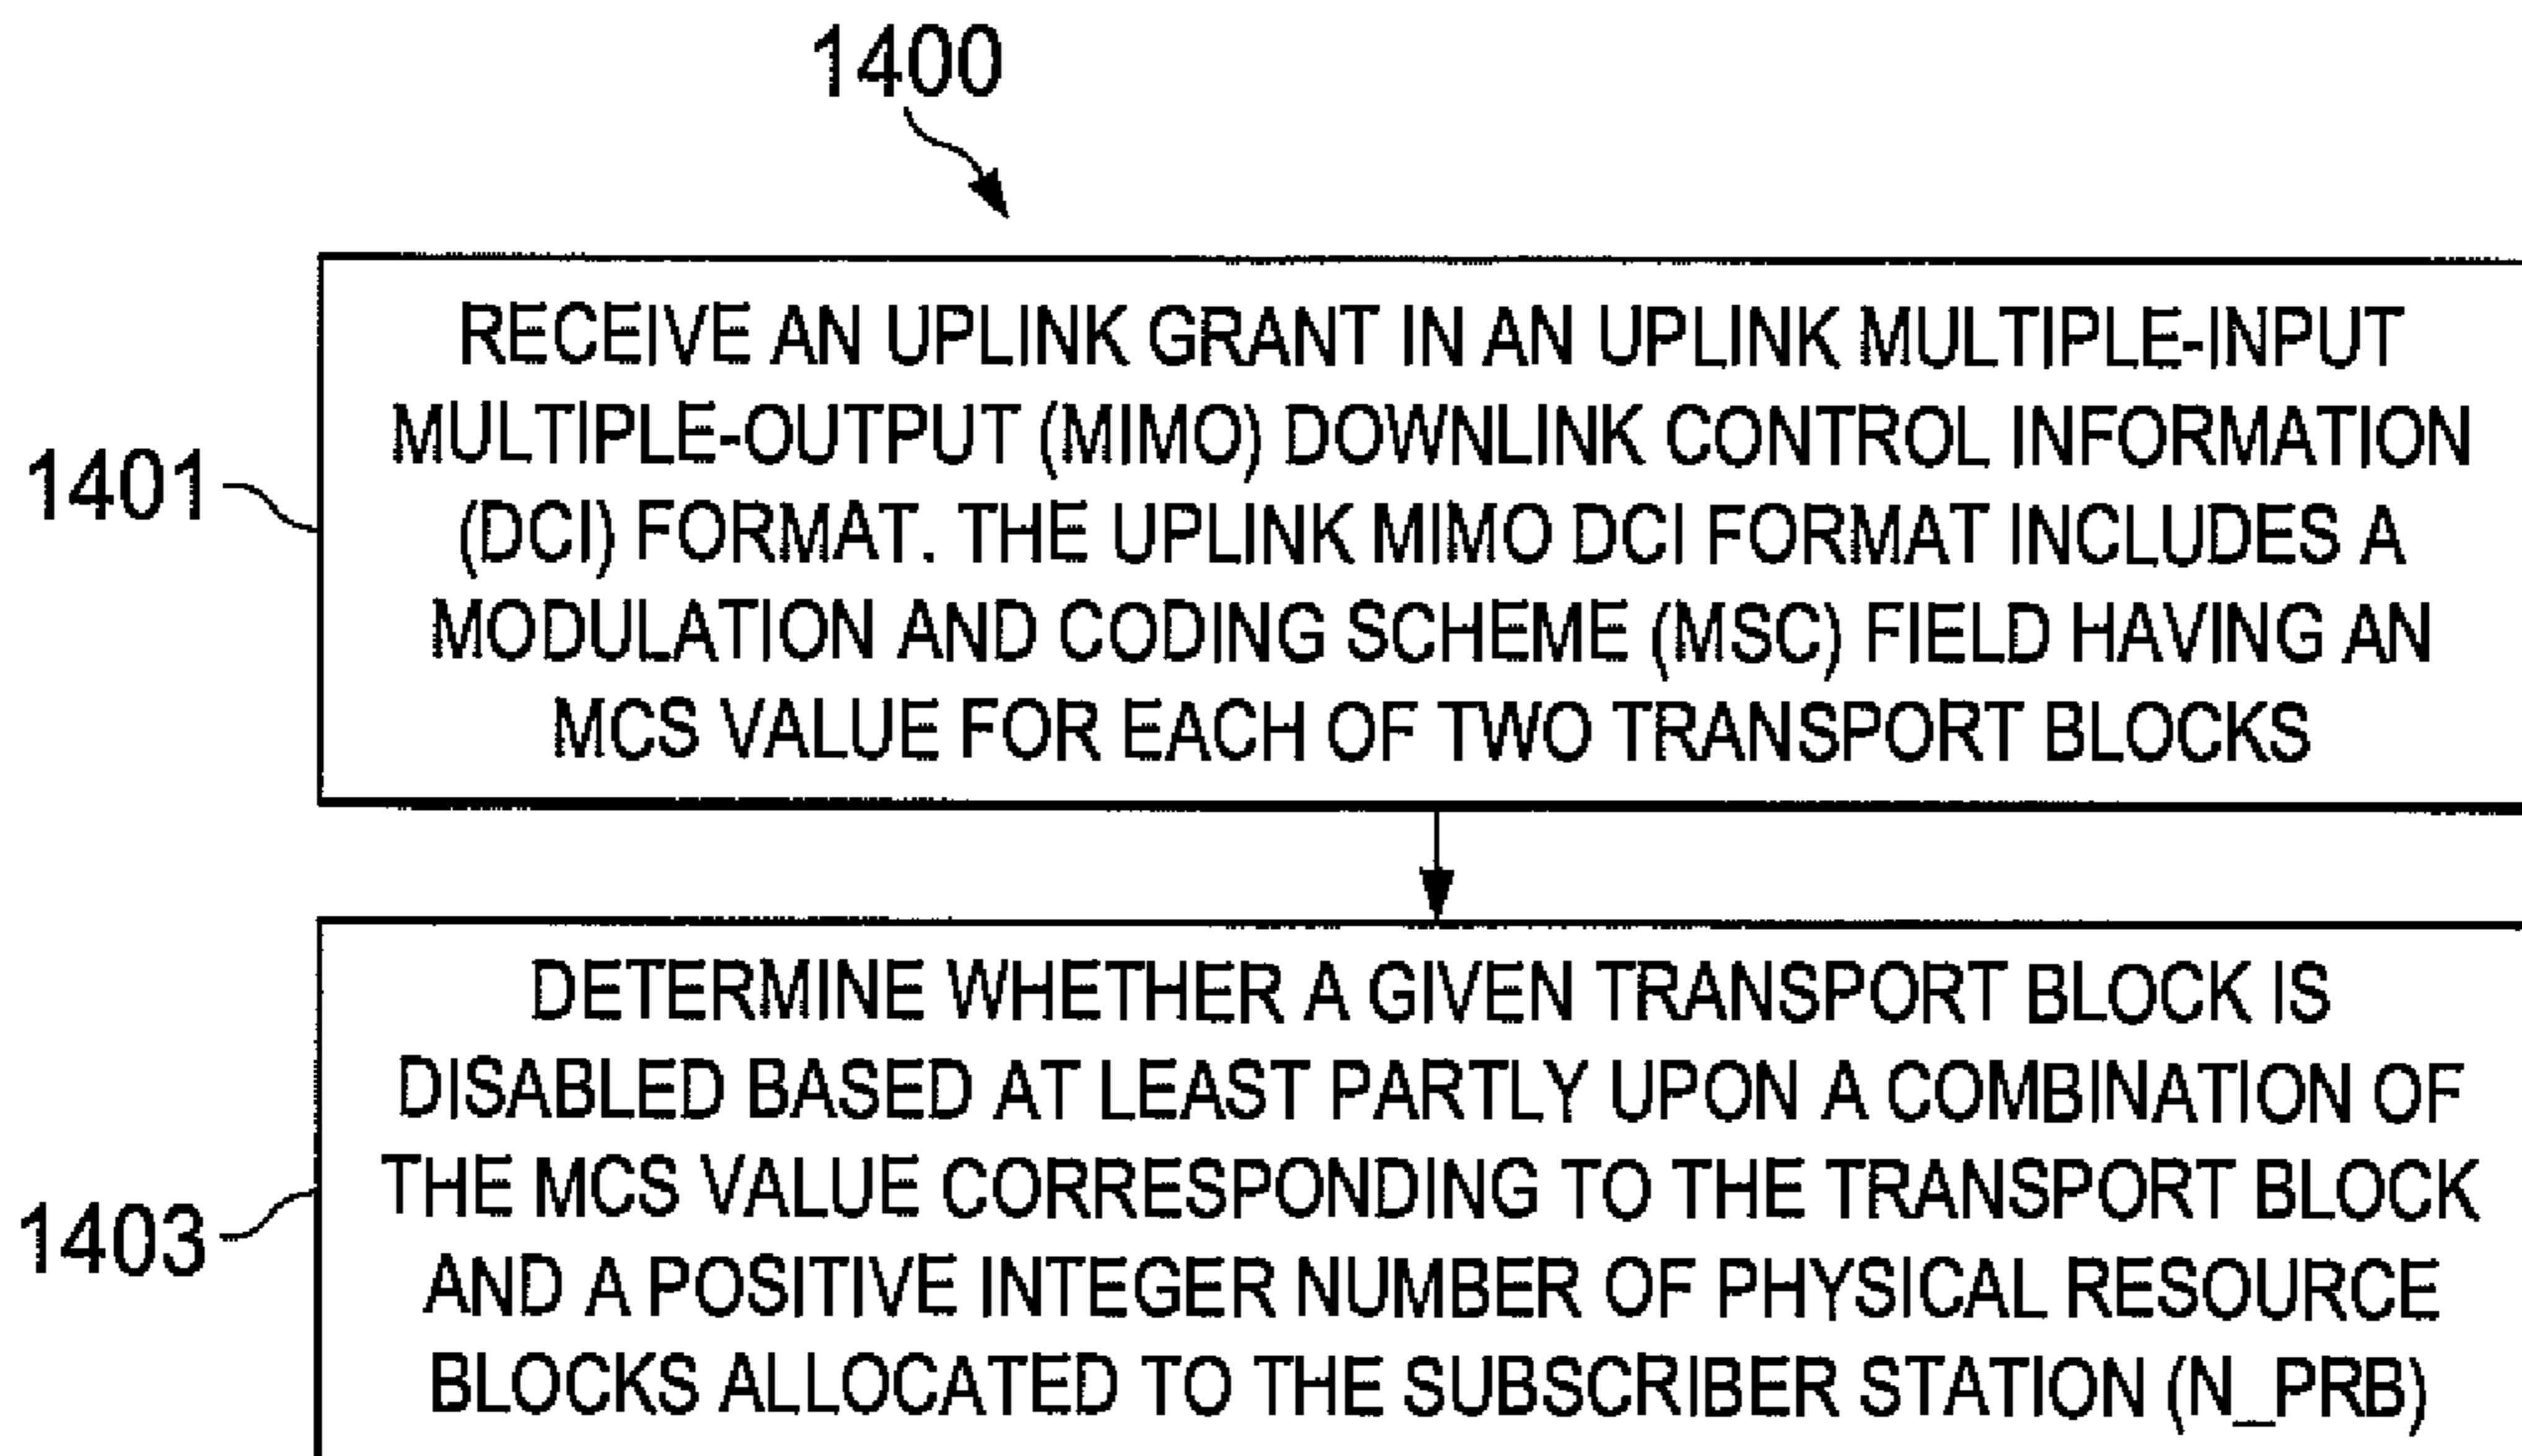 1400
RECEIVE AN UPLINK GRANT IN AN UPLINK MULTIPLE-INPUT
MULTIPLE-OUTPUT (MIMO) DOWNLINK CONTROL INFORMATION
(DCI) FORMAT. THE UPLINK MIMO DCI FORMAT INCLUDES A
MODULATION AND CODING SCHEME (MSC) FIELD HAVING AN
MCS VALUE FOR EACH OF TWO TRANSPORT BLOCKS
1401
DETERMINE WHETHER A GIVEN TRANSPORT BLOCK IS
DISABLED BASED AT LEAST PARTLY UPON A COMBINATION OF
THE MCS VALUE CORRESPONDING TO THE TRANSPORT BLOCK
AND A POSITIVE INTEGER NUMBER OF PHYSICAL RESOURCE
BLOCKS ALLOCATED TO THE SUBSCRIBER STATION (N_PRB)
1403